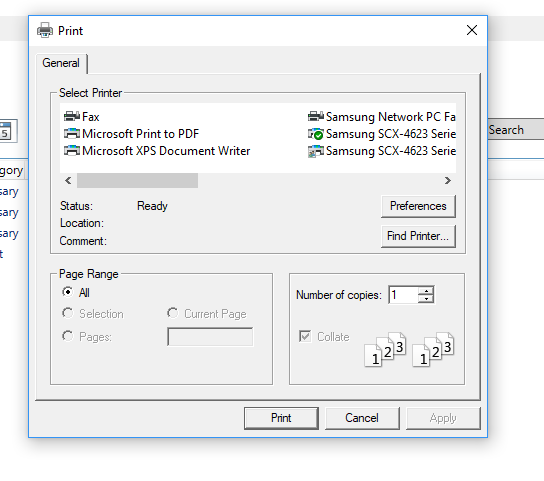 Print
General
Select Printer
Fax
Microsoft Print to PDF
Microsoft XPS Document Writer
Samsung Network PC Fa
Samsung SCX-4623 Serie
Samsung SCX-4623 Serie
Status: Ready
Location:
Comment:
Preferences
Find Printer...
Page Range
All
Selection
Current Page
Pages:
Number of copies: 1
Collate
1 2 3 1 2 3
Print Cancel Apply
5
Search
gory
sary
sary
sary
t